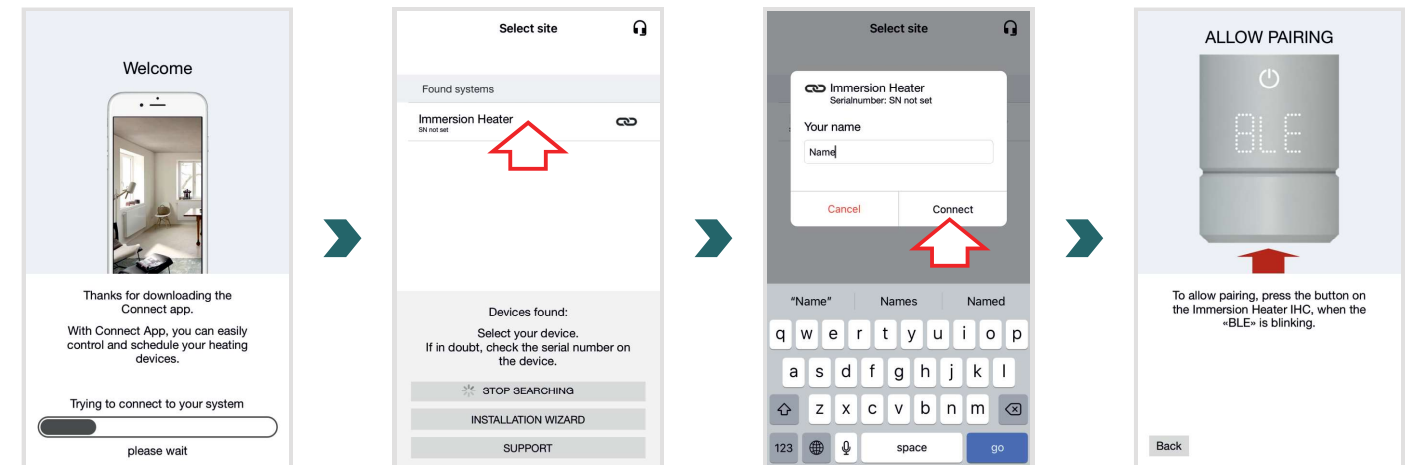 Welcome
Thanks for downloading the
Connect app.
With Connect App, you can easily
control and schedule your heating
devices.
Trying to connect to your system
please wait
Select site
Found systems
Immersion Heater
SN not set
Devices found:
Select your device.
If in doubt, check the serial number on
the device.
STOP SEARCHING
INSTALLATION WIZARD
SUPPORT
Select site
Immersion Heater
Serialnumber: SN not set
Your name
Name
Cancel
Connect
“Name” Names Named
q w e r t y u i o p
a s d f g h j k l
z x c v b n m
123 space go
ALLOW PAIRING
BLE
To allow pairing, press the button on
the Immersion Heater IHC, when the
«BLE» is blinking.
Back